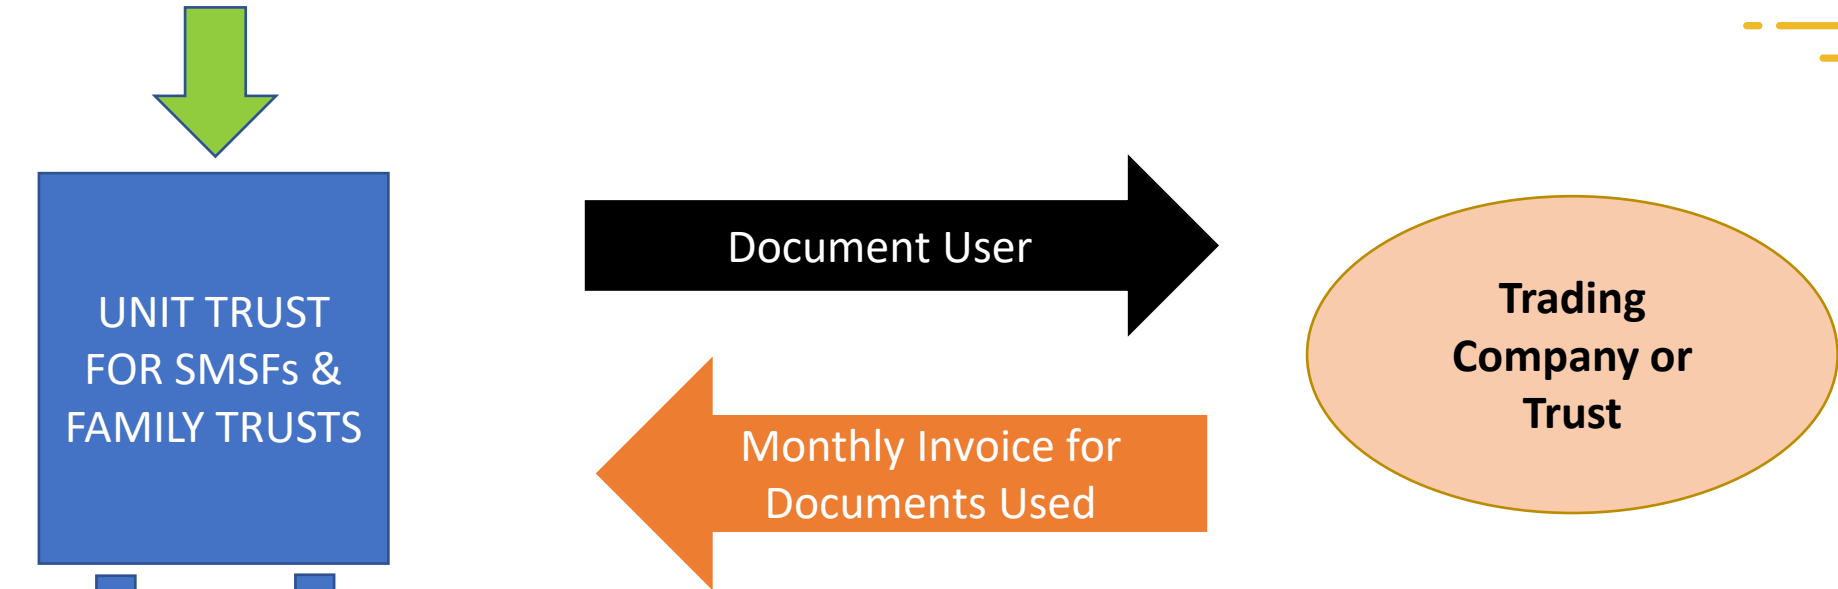 UNIT TRUST
FOR SMSFs &
FAMILY TRUSTS
Document User
Monthly Invoice for
Documents Used
Trading
Company or
Trust